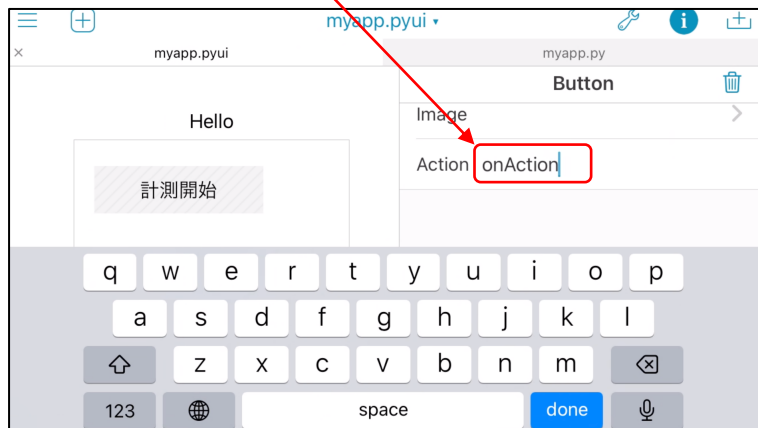 myapp.pyui ▾
× myapp.pyui myapp.py
Button
Hello
Image
Action onAction
計測開始
q w e r t y u i o p
a s d f g h j k l
z x c v b n m
123 space done